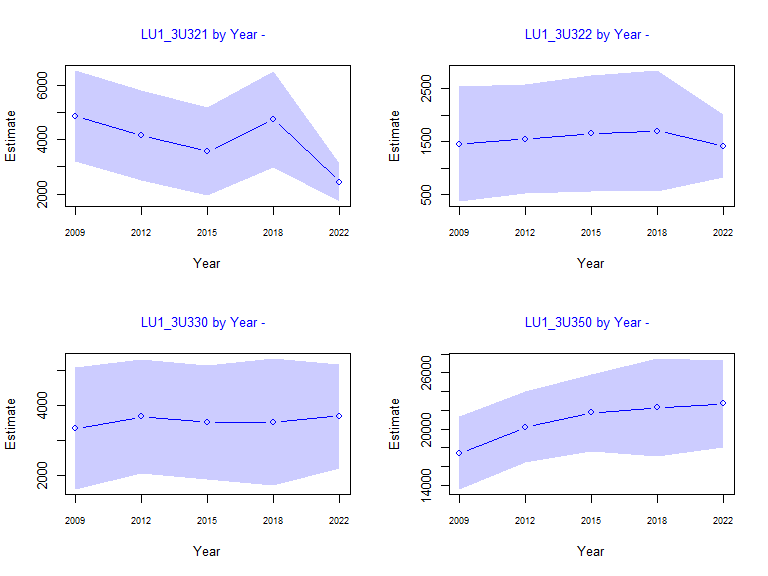 LU1_3U321 by Year -
Estimate
6000
4000
2000
2009 2012 2015 2018 2022
Year
LU1_3U322 by Year -
Estimate
2500
1500
500
2009 2012 2015 2018 2022
Year
LU1_3U330 by Year -
Estimate
4000
2000
2009 2012 2015 2018 2022
Year
LU1_3U350 by Year -
Estimate
26000
20000
14000
2009 2012 2015 2018 2022
Year